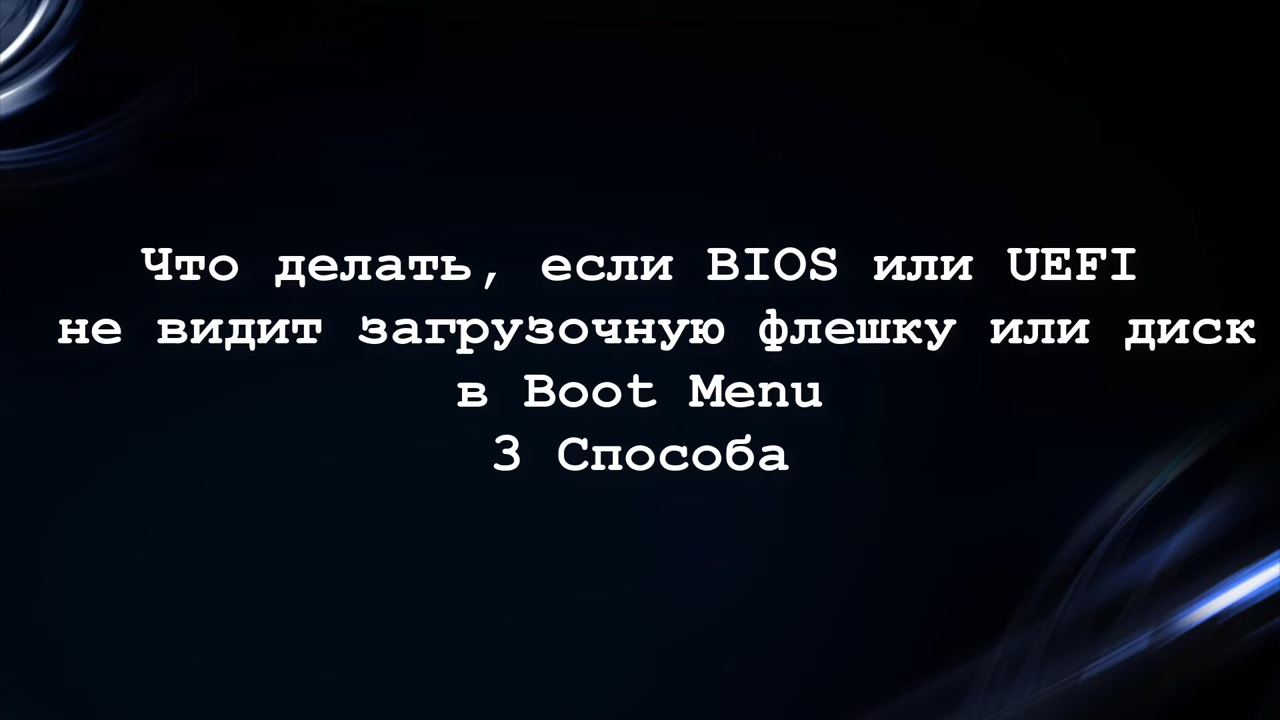 Что делать, если BIOS или UEFI
не видит загрузочную флешку или диск
в Boot Menu
3 Способа